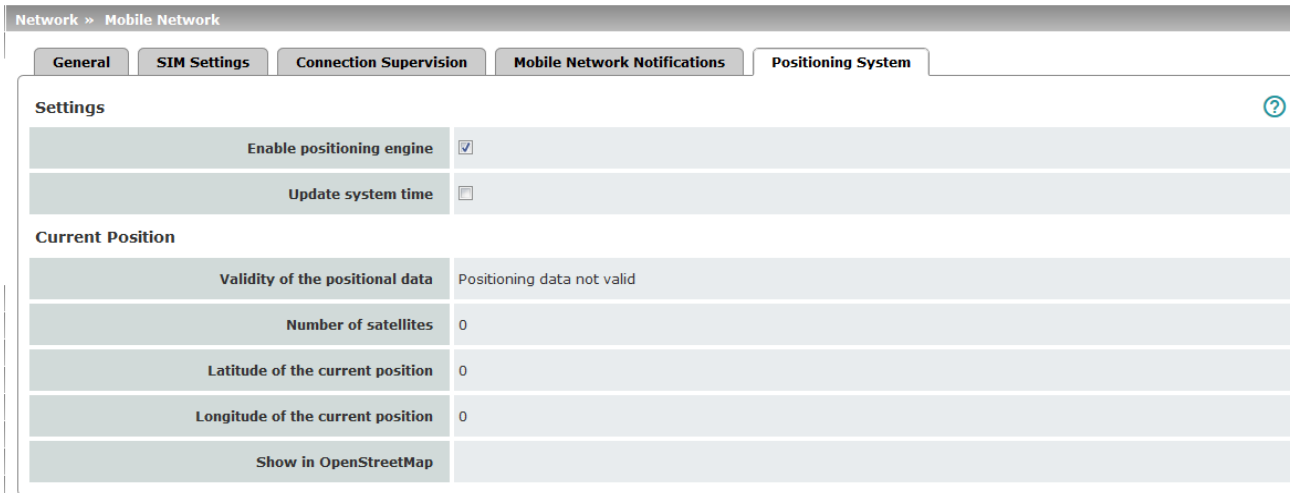 Network » Mobile Network
General SIM Settings Connection Supervision Mobile Network Notifications Positioning System
Settings ?
Enable positioning engine
Update system time
Current Position
Validity of the positional data Positioning data not valid
Number of satellites 0
Latitude of the current position 0
Longitude of the current position 0
Show in OpenStreetMap